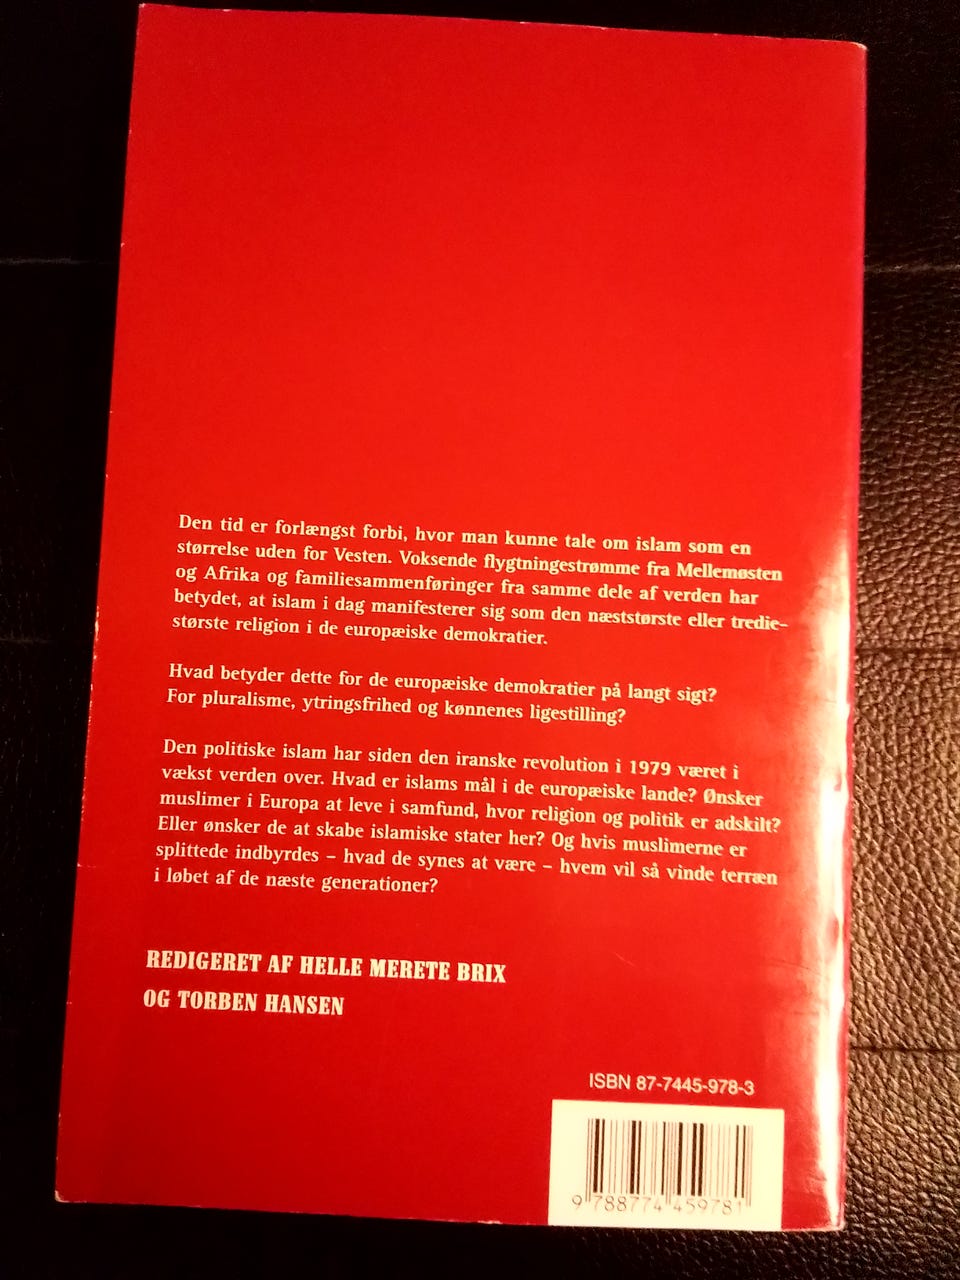 Den tid er forlængst forbi, hvor man kunne tale om islam som en
størrelse uden for Vesten. Voksende flygtningestrømme fra Mellemøsten
og Afrika og familiesammenføringer fra samme dele af verden har
betydet, at islam i dag manifesterer sig som den næststørste eller tredie-
største religion i de europæiske demokratier.
Hvad betyder dette for de europæiske demokratier på langt sigt?
For pluralisme, ytringsfrihed og kønnenes ligestilling?
Den politiske islam har siden den iranske revolution i 1979 været i
vækst verden over. Hvad er islams mål i de europæiske lande? Ønsker
muslimer i Europa at leve i samfund, hvor religion og politik er adskilt?
Eller ønsker de at skabe islamiske stater her? Og hvis muslimerne er
splittede indbyrdes – hvad de synes at være – hvem vil så vinde terræn
i løbet af de næste generationer?
REDIGERET AF HELLE MERETE BRIX
OG TORBEN HANSEN
ISBN 87-7445-978-3
9 788774 459781